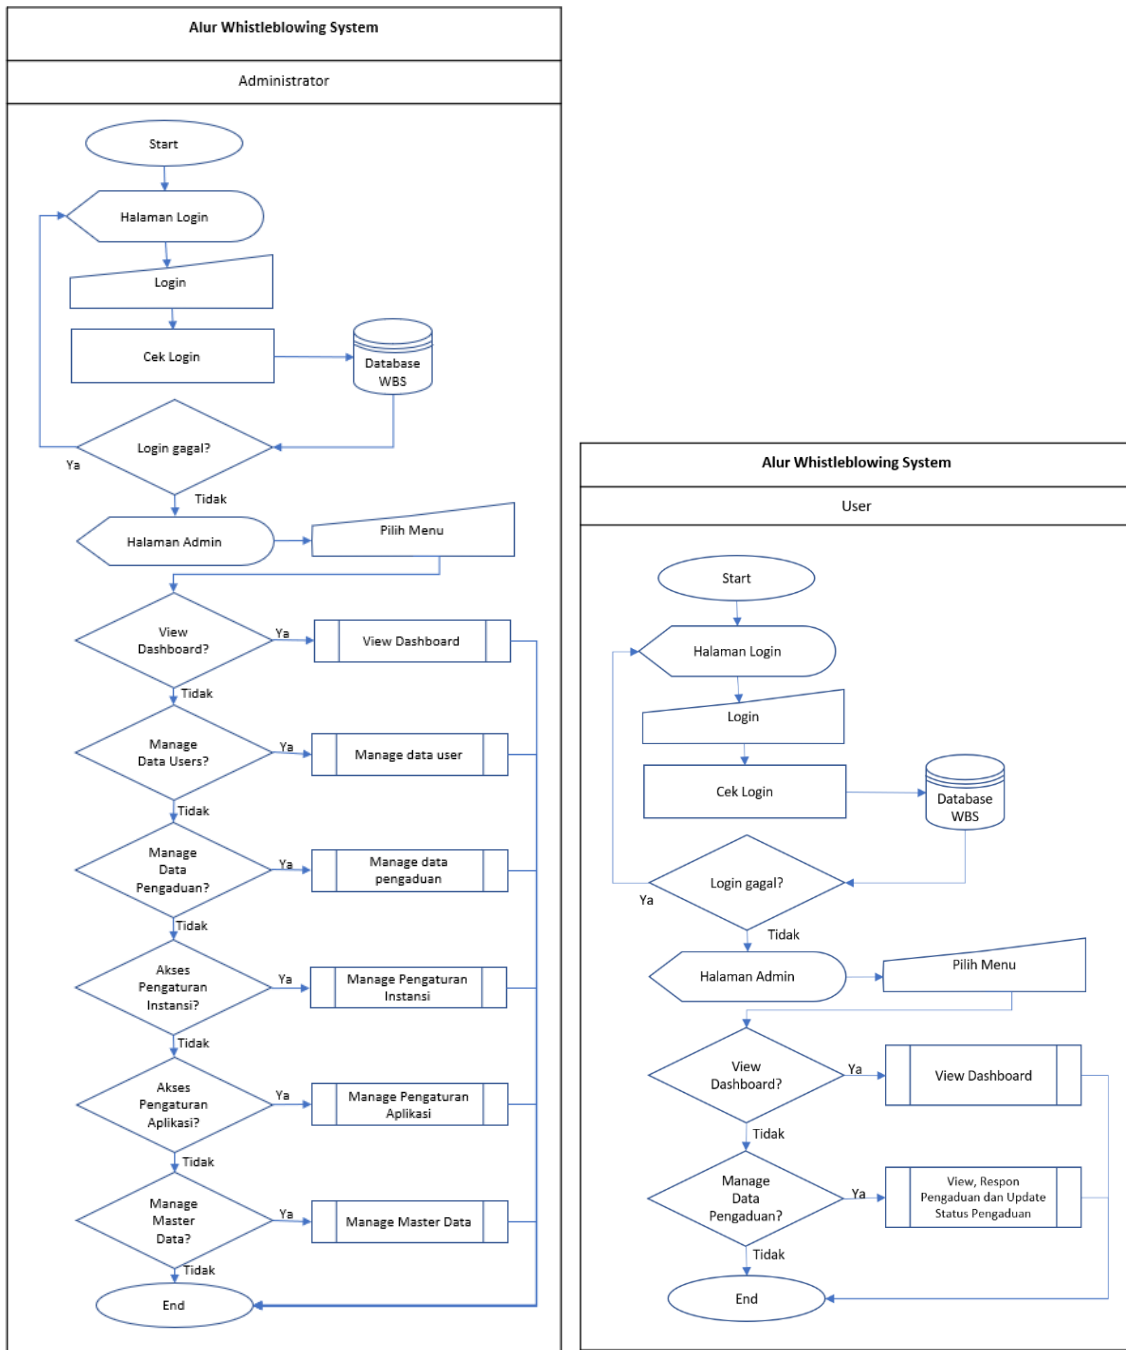 Alur Whistleblowing System
Administrator
Start
Halaman Login
Login
Cek Login
Database
WBS
Login gagal?
Ya
Tidak
Halaman Admin
Pilih Menu
View
Dashboard?
Ya
View Dashboard
Tidak
Manage
Data Users?
Ya
Manage data user
Tidak
Manage
Data
Pengaduan?
Ya
Manage data
pengaduan
Tidak
Akses
Pengaturan
Instansi?
Ya
Manage Pengaturan
Instansi
Tidak
Akses
Pengaturan
Aplikasi?
Ya
Manage Pengaturan
Aplikasi
Tidak
Manage
Master
Data?
Ya
Manage Master Data
Tidak
End
Alur Whistleblowing System
User
Start
Halaman Login
Login
Cek Login
Database
WBS
Login gagal?
Ya
Tidak
Halaman Admin
Pilih Menu
View
Dashboard?
Ya
View Dashboard
Tidak
Manage
Data
Pengaduan?
Ya
View, Respon
Pengaduan dan Update
Status Pengaduan
Tidak
End